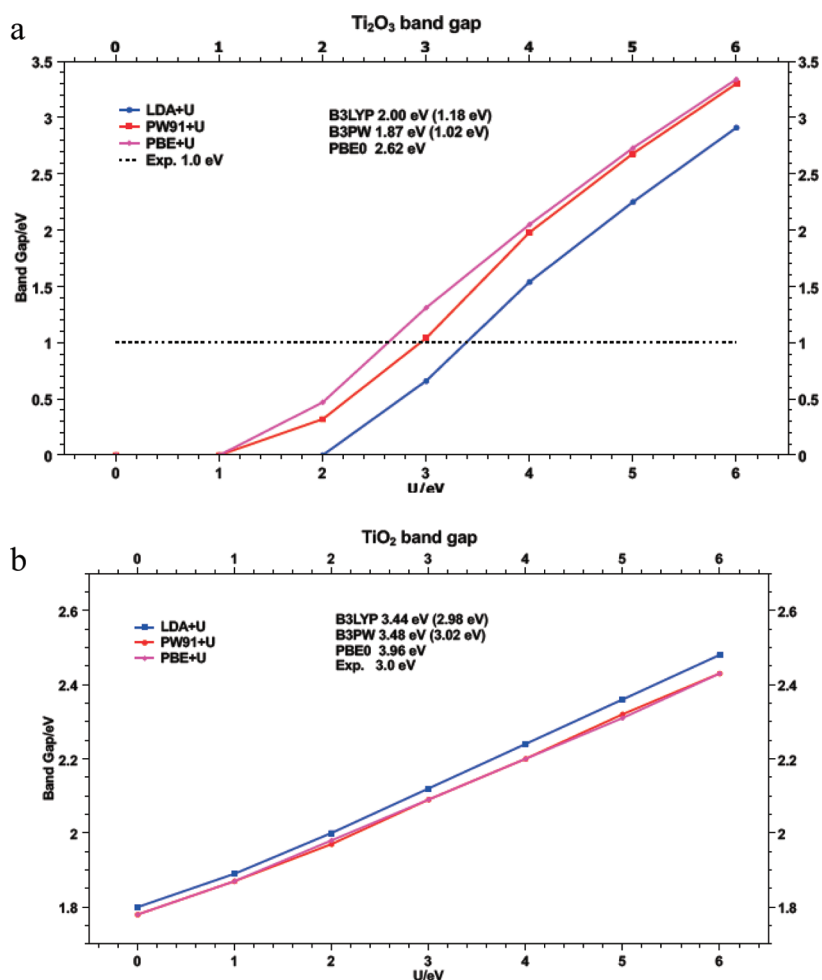 a
Ti₂O₃ band gap
0 1 2 3 4 5 6
3.5 3.5
LDA+U
PW91+U
PBE+U
Exp. 1.0 eV
B3LYP 2.00 eV (1.18 eV)
B3PW 1.87 eV (1.02 eV)
PBE0 2.62 eV
3 3
2.5 2.5
2 2
Band Gap/eV
1.5 1.5
1 1
0.5 0.5
0 0
0 1 2 3 4 5 6
U/eV
b
TiO₂ band gap
0 1 2 3 4 5 6
2.6 2.6
LDA+U
PW91+U
PBE+U
B3LYP 3.44 eV (2.98 eV)
B3PW 3.48 eV (3.02 eV)
PBE0 3.96 eV
Exp. 3.0 eV
2.4 2.4
Band Gap/eV
2.2 2.2
2 2
1.8 1.8
0 1 2 3 4 5 6
U/eV